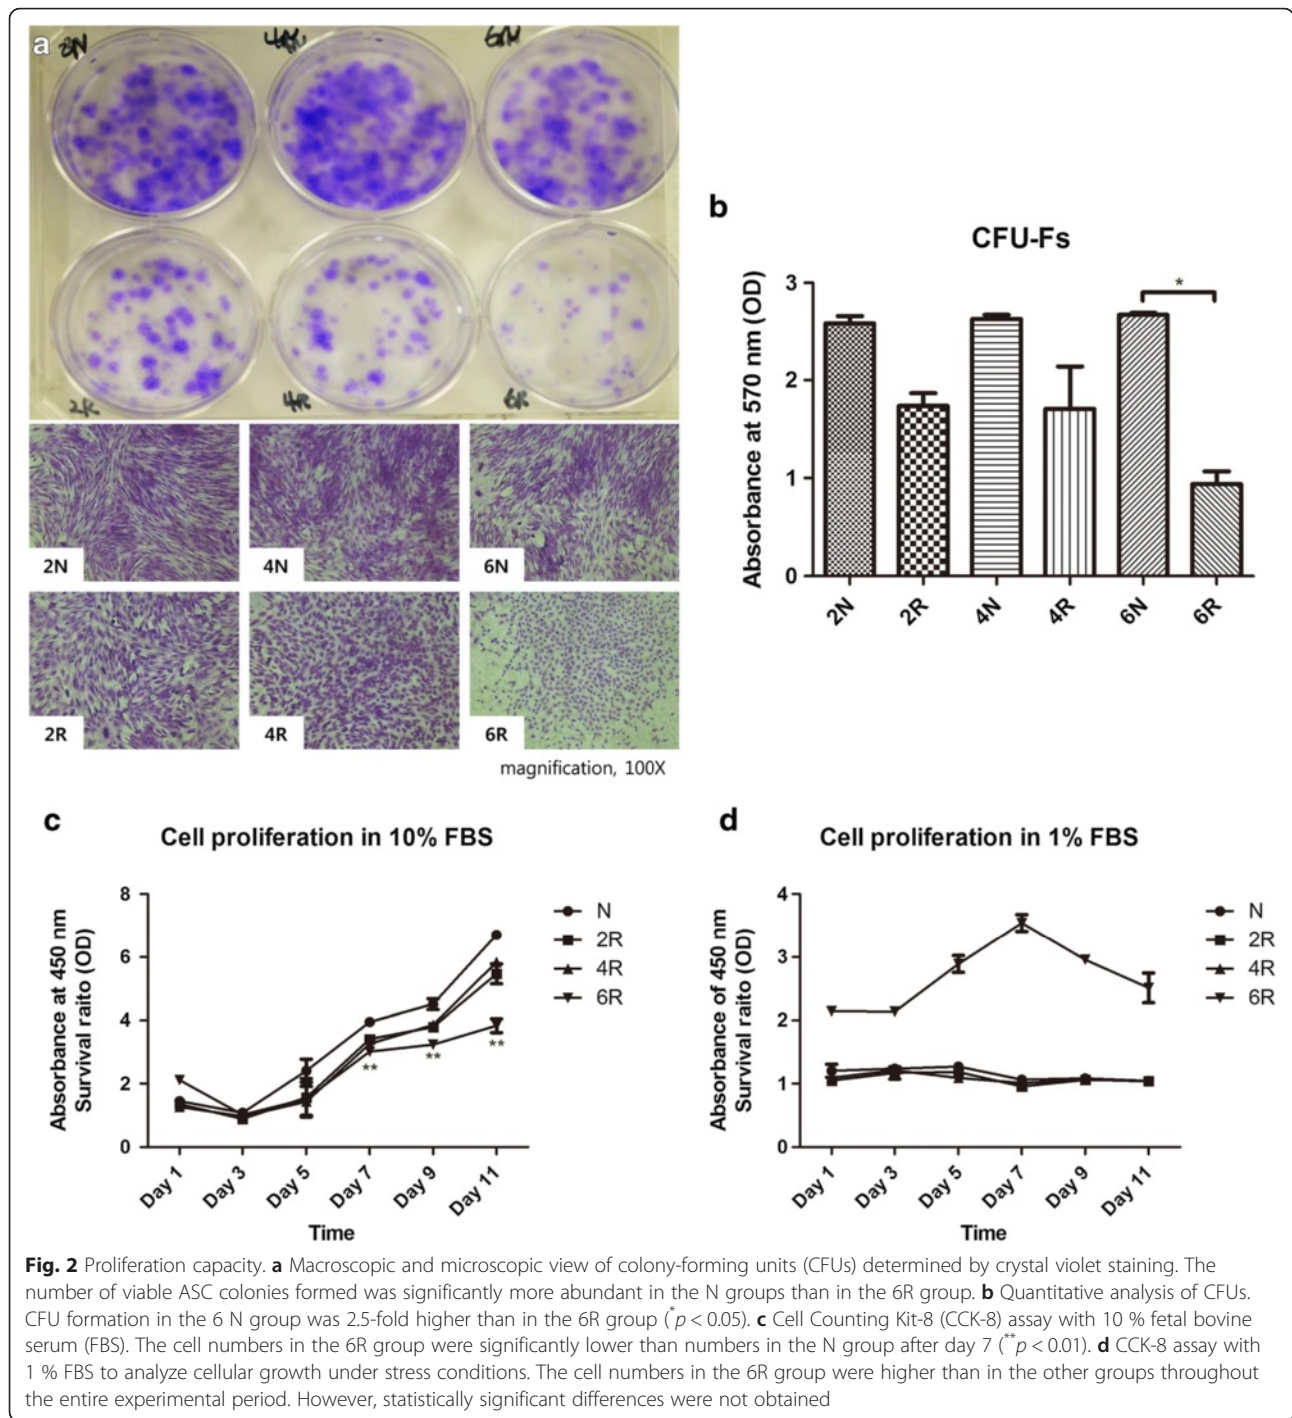 a
2N
4N
6N
2R
4R
6R
2N
4N
6N
2R
4R
6R
magnification, 100X
b
CFU-Fs
Absorbance at 570 nm (OD)
3
2
1
0
*
2N
2R
4N
4R
6N
6R
c
Cell proliferation in 10% FBS
Absorbance at 450 nm
Survival raito (OD)
8
6
4
2
0
**
**
**
N
2R
4R
6R
Day 1
Day 3
Day 5
Day 7
Day 9
Day 11
Time
d
Cell proliferation in 1% FBS
Absorbance of 450 nm
Survival raito (OD)
4
3
2
1
0
N
2R
4R
6R
Day 1
Day 3
Day 5
Day 7
Day 9
Day 11
Time
Fig. 2 Proliferation capacity. a Macroscopic and microscopic view of colony-forming units (CFUs) determined by crystal violet staining. The
number of viable ASC colonies formed was significantly more abundant in the N groups than in the 6R group. b Quantitative analysis of CFUs.
CFU formation in the 6 N group was 2.5-fold higher than in the 6R group (*p < 0.05). c Cell Counting Kit-8 (CCK-8) assay with 10 % fetal bovine
serum (FBS). The cell numbers in the 6R group were significantly lower than numbers in the N group after day 7 (**p < 0.01). d CCK-8 assay with
1 % FBS to analyze cellular growth under stress conditions. The cell numbers in the 6R group were higher than in the other groups throughout
the entire experimental period. However, statistically significant differences were not obtained